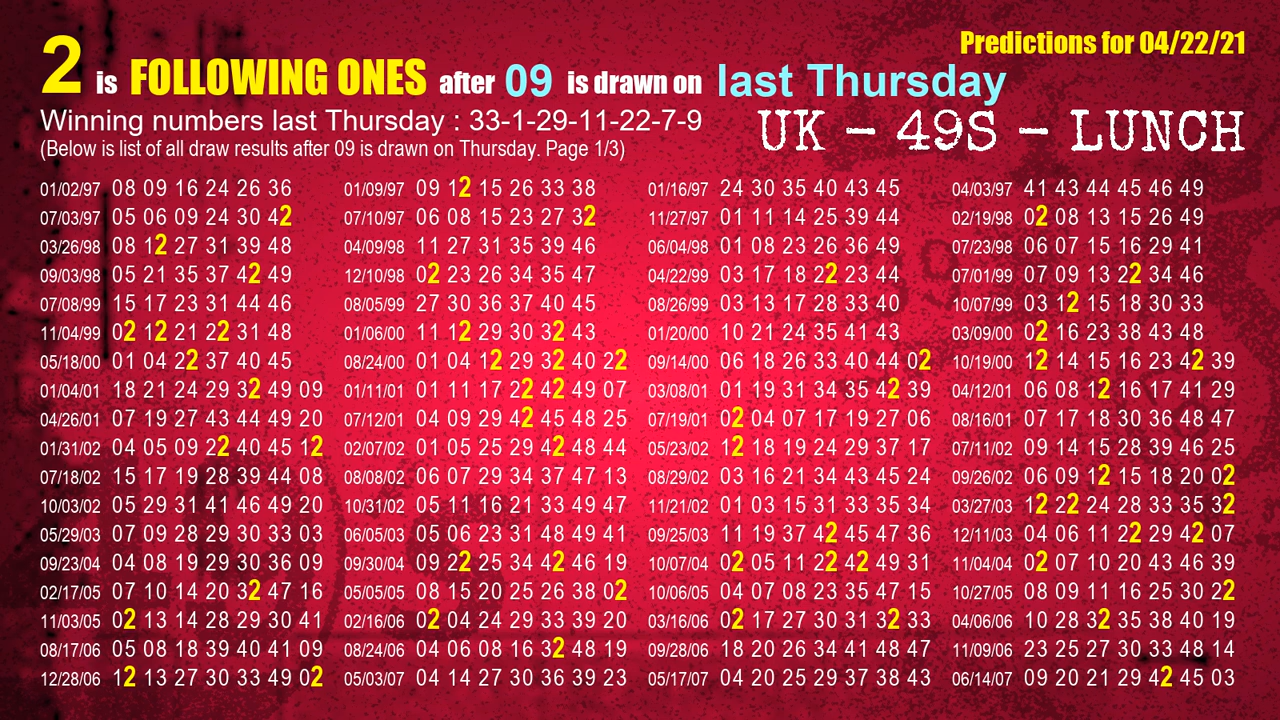 Predictions for 04/22/21
2 is FOLLOWING ONES after 09 is drawn on last Thursday
Winning numbers last Thursday : 33-1-29-11-22-7-9
UK - 49S - LUNCH
(Below is list of all draw results after 09 is drawn on Thursday. Page 1/3)
01/02/97 08 09 16 24 26 36 01/09/97 09 12 15 26 33 38 01/16/97 24 30 35 40 43 45 04/03/97 41 43 44 45 46 49
07/03/97 05 06 09 24 30 42 07/10/97 06 08 15 23 27 32 11/27/97 01 11 14 25 39 44 02/19/98 02 08 13 15 26 49
03/26/98 08 12 27 31 39 48 04/09/98 11 27 31 35 39 46 06/04/98 01 08 23 26 36 49 07/23/98 06 07 15 16 29 41
09/03/98 05 21 35 37 42 49 12/10/98 02 23 26 34 35 47 04/22/99 03 17 18 22 23 44 07/01/99 07 09 13 22 34 46
07/08/99 15 17 23 31 44 46 08/05/99 27 30 36 37 40 45 08/26/99 03 13 17 28 33 40 10/07/99 03 12 15 18 30 33
11/04/99 02 12 21 22 31 48 01/06/00 11 12 29 30 32 43 01/20/00 10 21 24 35 41 43 03/09/00 02 16 23 38 43 48
05/18/00 01 04 22 37 40 45 08/24/00 01 04 12 29 32 40 22 09/14/00 06 18 26 33 40 44 02 10/19/00 12 14 15 16 23 42 39
01/04/01 18 21 24 29 32 49 09 01/11/01 01 11 17 22 42 49 07 03/08/01 01 19 31 34 35 42 39 04/12/01 06 08 12 16 17 41 29
04/26/01 07 19 27 43 44 49 20 07/12/01 04 09 29 42 45 48 25 07/19/01 02 04 07 17 19 27 06 08/16/01 07 17 18 30 36 48 47
01/31/02 04 05 09 22 40 45 12 02/07/02 01 05 25 29 42 48 44 05/23/02 12 18 19 24 29 37 17 07/11/02 09 14 15 28 39 46 25
07/18/02 15 17 19 28 39 44 08 08/08/02 06 07 29 34 37 47 13 08/29/02 03 16 21 34 43 45 24 09/26/02 06 09 12 15 18 20 02
10/03/02 05 29 31 41 46 49 20 10/31/02 05 11 16 21 33 49 47 11/21/02 01 03 15 31 33 35 34 03/27/03 12 22 24 28 33 35 32
05/29/03 07 09 28 29 30 33 03 06/05/03 05 06 23 31 48 49 41 09/25/03 11 19 37 42 45 47 36 12/11/03 04 06 11 22 29 42 07
09/23/04 04 08 19 29 30 36 09 09/30/04 09 22 25 34 42 46 19 10/07/04 02 05 11 22 42 49 31 11/04/04 02 07 10 20 43 46 39
02/17/05 07 10 14 20 32 47 16 05/05/05 08 15 20 25 26 38 02 10/06/05 04 07 08 23 35 47 15 10/27/05 08 09 11 16 25 30 22
11/03/05 02 13 14 28 29 30 41 02/16/06 02 04 24 29 33 39 20 03/16/06 02 17 27 30 31 32 33 04/06/06 10 28 32 35 38 40 19
08/17/06 05 08 18 39 40 41 09 08/24/06 04 06 08 16 32 48 19 09/28/06 18 20 26 34 41 48 47 11/09/06 23 25 27 30 33 48 14
12/28/06 12 13 27 30 33 49 02 05/03/07 04 14 27 30 36 39 23 05/17/07 04 20 25 29 37 38 43 06/14/07 09 20 21 29 42 45 03